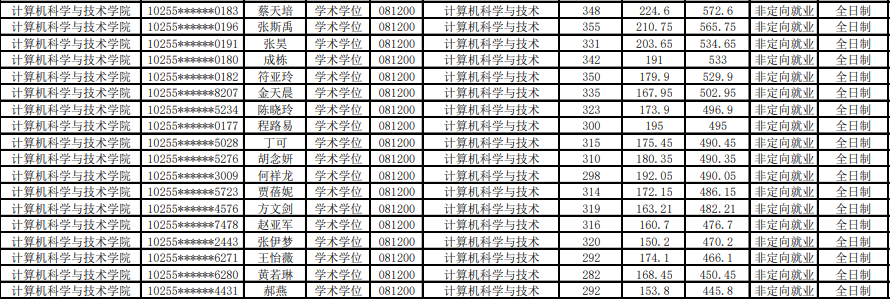 计算机科学与技术学院 10255******0183 蔡天培 学术学位 081200 计算机科学与技术 348 224.6 572.6 非定向就业 全日制
计算机科学与技术学院 10255******0196 张斯禹 学术学位 081200 计算机科学与技术 355 210.75 565.75 非定向就业 全日制
计算机科学与技术学院 10255******0191 张昊 学术学位 081200 计算机科学与技术 331 203.65 534.65 非定向就业 全日制
计算机科学与技术学院 10255******0180 成栋 学术学位 081200 计算机科学与技术 342 191 533 非定向就业 全日制
计算机科学与技术学院 10255******0182 符亚玲 学术学位 081200 计算机科学与技术 350 179.9 529.9 非定向就业 全日制
计算机科学与技术学院 10255******8207 金天晨 学术学位 081200 计算机科学与技术 335 167.95 502.95 非定向就业 全日制
计算机科学与技术学院 10255******5234 陈晓玲 学术学位 081200 计算机科学与技术 323 173.9 496.9 非定向就业 全日制
计算机科学与技术学院 10255******0177 程路易 学术学位 081200 计算机科学与技术 300 195 495 非定向就业 全日制
计算机科学与技术学院 10255******5028 丁可 学术学位 081200 计算机科学与技术 315 175.45 490.45 非定向就业 全日制
计算机科学与技术学院 10255******5276 胡念妍 学术学位 081200 计算机科学与技术 310 180.35 490.35 非定向就业 全日制
计算机科学与技术学院 10255******3009 何祥龙 学术学位 081200 计算机科学与技术 298 192.05 490.05 非定向就业 全日制
计算机科学与技术学院 10255******5723 贾蓓妮 学术学位 081200 计算机科学与技术 314 172.15 486.15 非定向就业 全日制
计算机科学与技术学院 10255******4576 方文剑 学术学位 081200 计算机科学与技术 319 163.21 482.21 非定向就业 全日制
计算机科学与技术学院 10255******7478 赵亚军 学术学位 081200 计算机科学与技术 316 160.7 476.7 非定向就业 全日制
计算机科学与技术学院 10255******2443 张伊梦 学术学位 081200 计算机科学与技术 320 150.2 470.2 非定向就业 全日制
计算机科学与技术学院 10255******6271 王怡薇 学术学位 081200 计算机科学与技术 292 174.1 466.1 非定向就业 全日制
计算机科学与技术学院 10255******6280 黄若琳 学术学位 081200 计算机科学与技术 282 168.45 450.45 非定向就业 全日制
计算机科学与技术学院 10255******4431 郝燕 学术学位 081200 计算机科学与技术 292 153.8 445.8 非定向就业 全日制